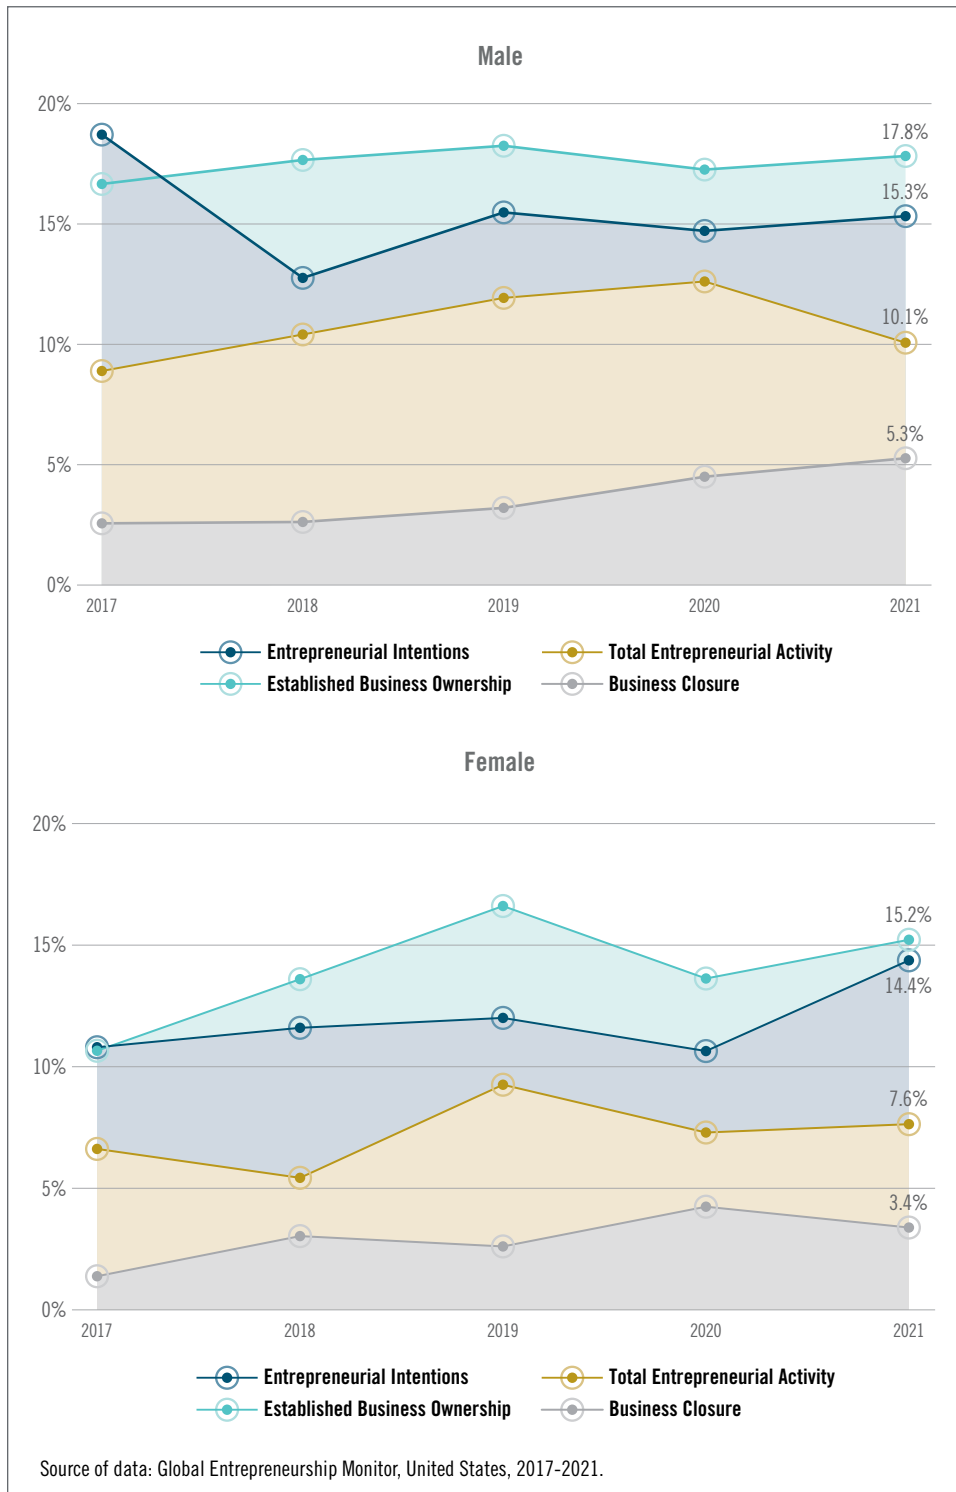 Male
20%
17.8%
15.3%
15%
10.1%
10%
5.3%
5%
0%
2017 2018 2019 2020 2021
Entrepreneurial Intentions Total Entrepreneurial Activity
Established Business Ownership Business Closure
Female
20%
15.2%
15%
14.4%
10%
7.6%
5%
3.4%
0%
2017 2018 2019 2020 2021
Entrepreneurial Intentions Total Entrepreneurial Activity
Established Business Ownership Business Closure
Source of data: Global Entrepreneurship Monitor, United States, 2017-2021.